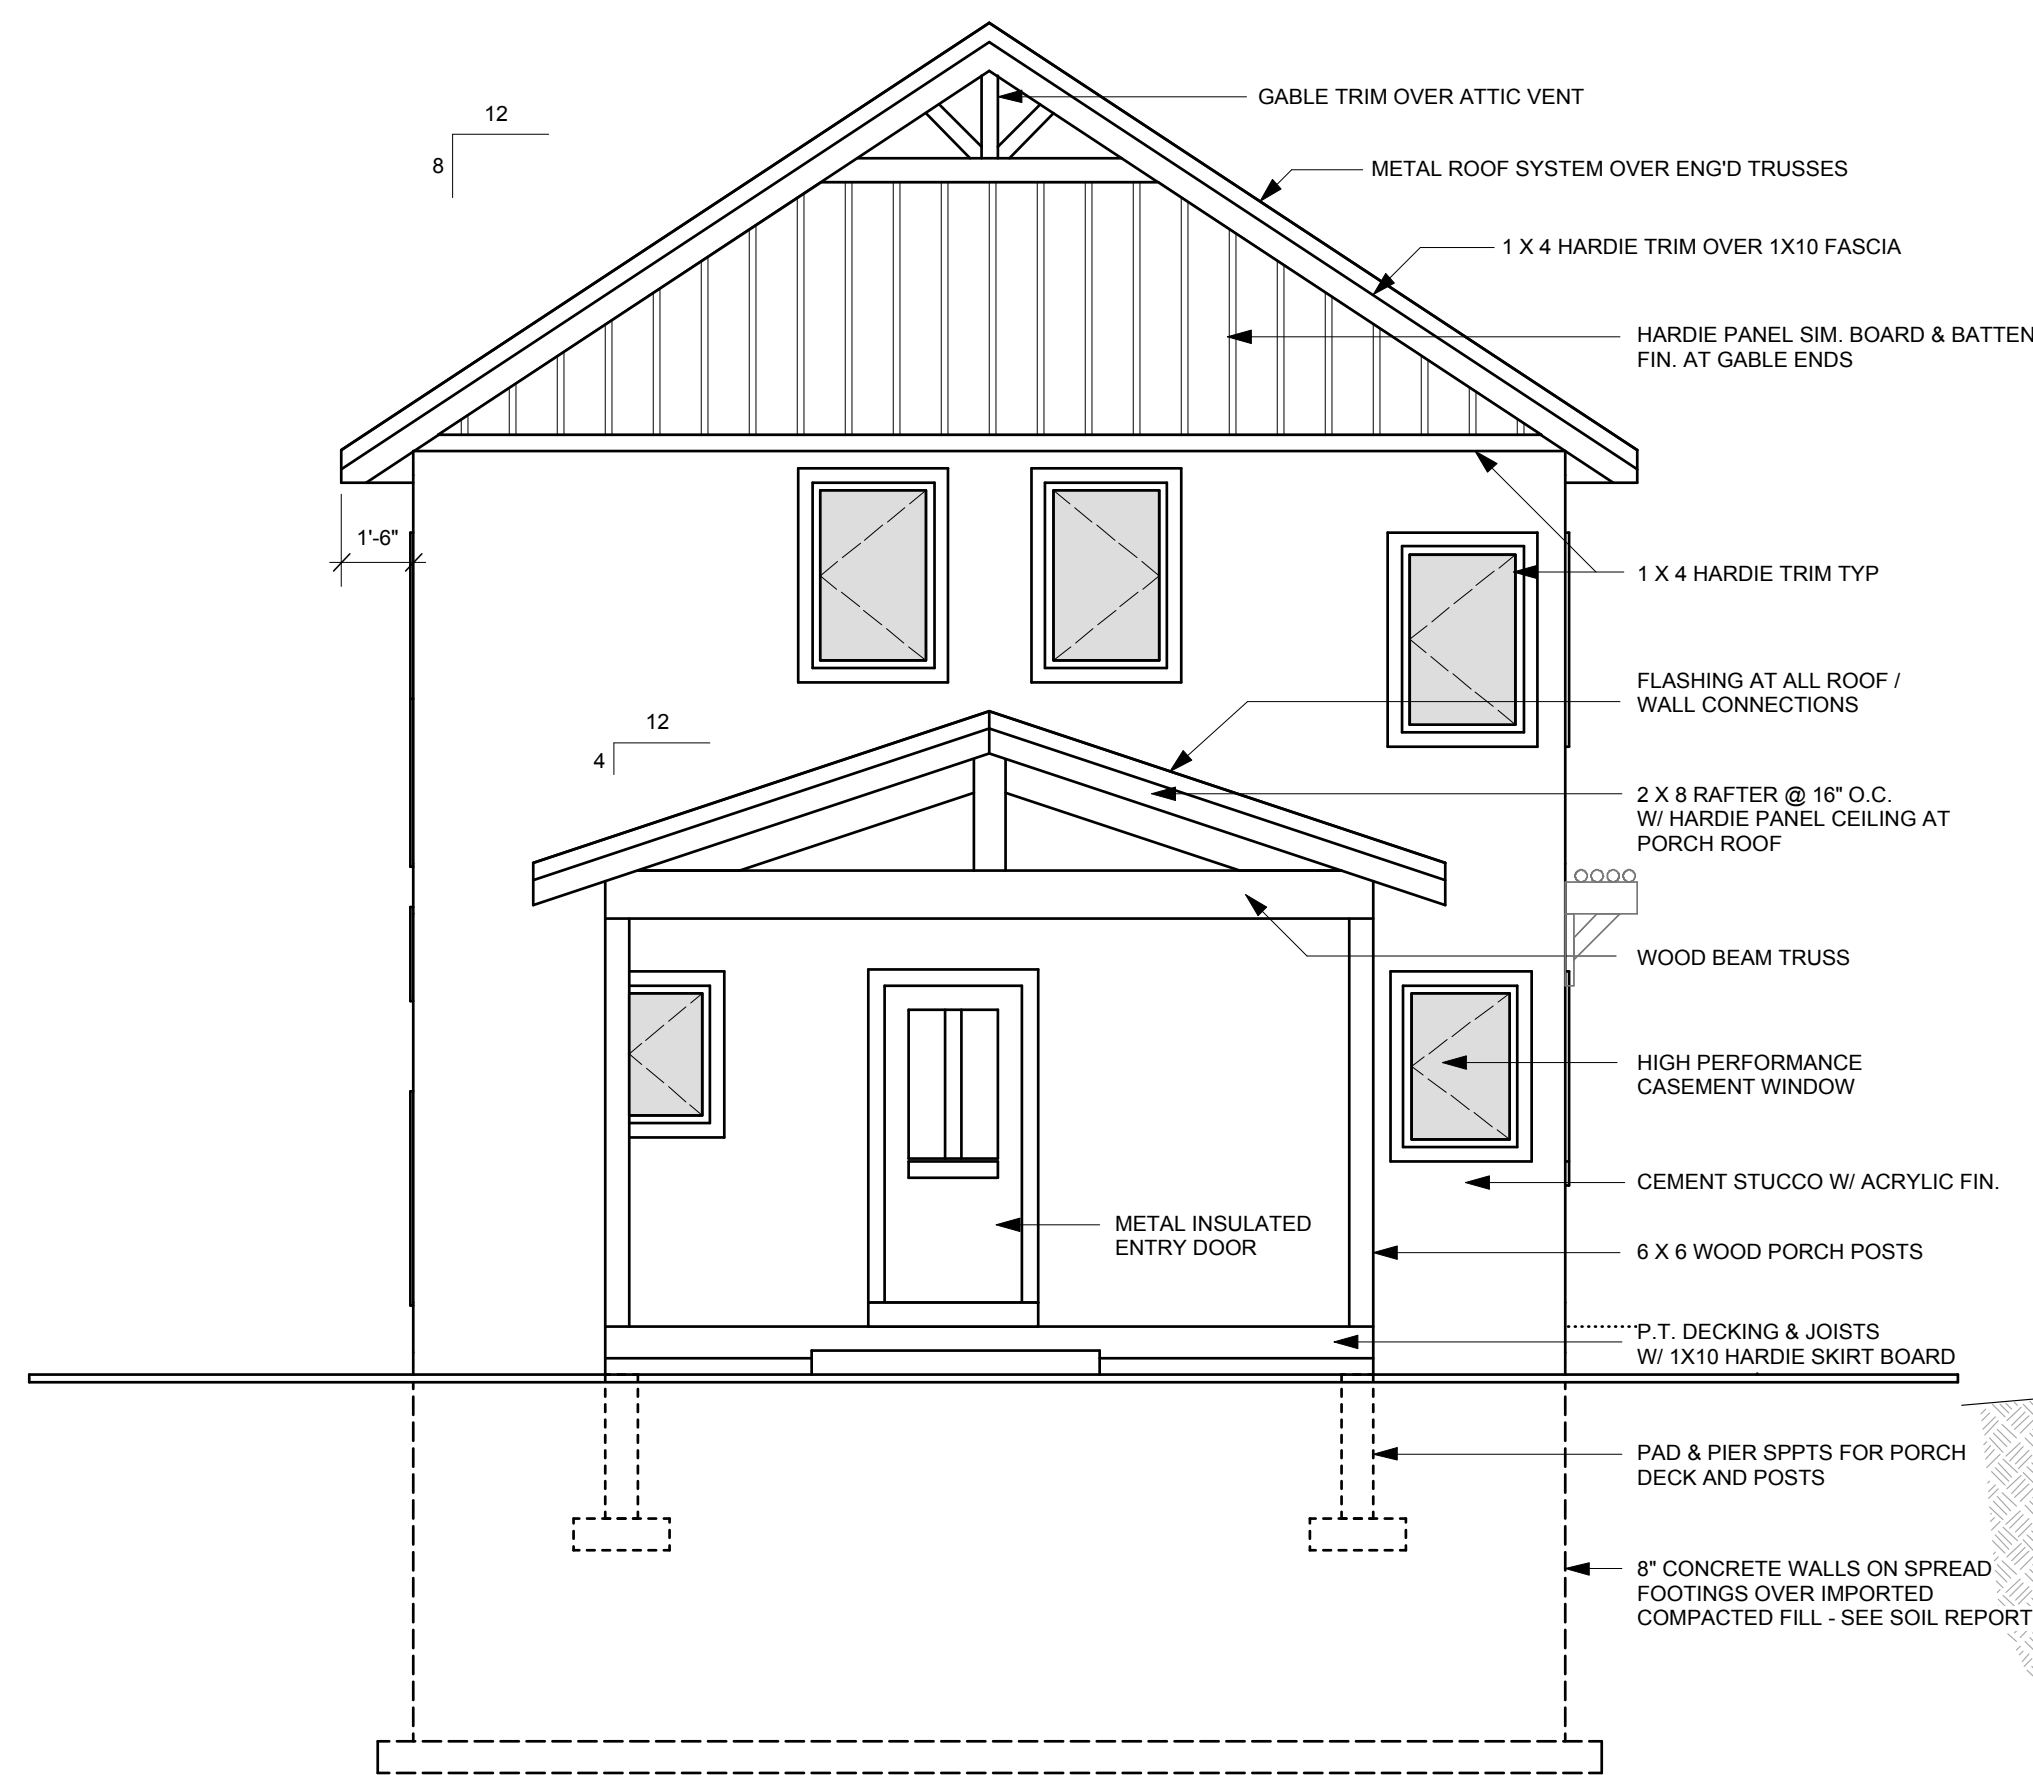 GABLE TRIM OVER ATTIC VENT
12
8
METAL ROOF SYSTEM OVER ENG'D TRUSSES
1 X 4 HARDIE TRIM OVER 1X10 FASCIA
HARDIE PANEL SIM. BOARD & BATTEN
FIN. AT GABLE ENDS
1'-6"
1 X 4 HARDIE TRIM TYP
FLASHING AT ALL ROOF /
WALL CONNECTIONS
12
4
2 X 8 RAFTER @ 16" O.C.
W/ HARDIE PANEL CEILING AT
PORCH ROOF
WOOD BEAM TRUSS
HIGH PERFORMANCE
CASEMENT WINDOW
CEMENT STUCCO W/ ACRYLIC FIN.
METAL INSULATED
ENTRY DOOR
6 X 6 WOOD PORCH POSTS
P.T. DECKING & JOISTS
W/ 1X10 HARDIE SKIRT BOARD
PAD & PIER SPPTS FOR PORCH
DECK AND POSTS
8" CONCRETE WALLS ON SPREAD
FOOTINGS OVER IMPORTED
COMPACTED FILL - SEE SOIL REPORT